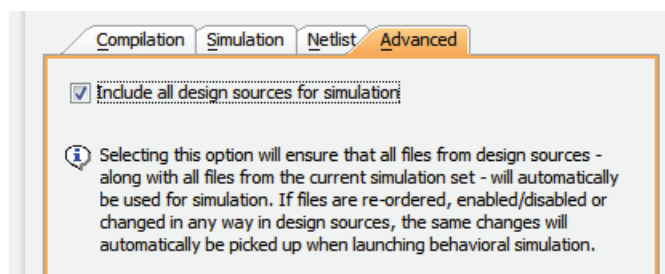 Compilation Simulation Netlist Advanced
Include all design sources for simulation
Selecting this option will ensure that all files from design sources -
along with all files from the current simulation set - will automatically
be used for simulation. If files are re-ordered, enabled/disabled or
changed in any way in design sources, the same changes will
automatically be picked up when launching behavioral simulation.